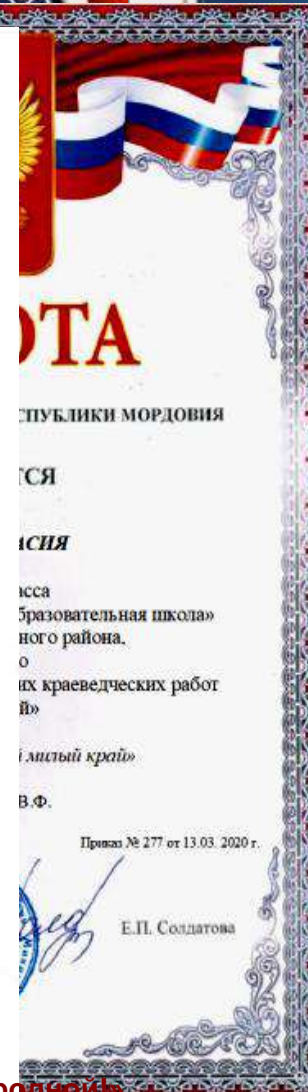 ОТА
СПУБЛИКИ МОРДОВИЯ
ТСЯ
АСИЯ
асса
бразовательная школа»
ного района,
о
их краеведческих работ
й»
й милый край»
В.Ф.
Приказ № 277 от 13.03. 2020 г.
Е.П. Солдатова